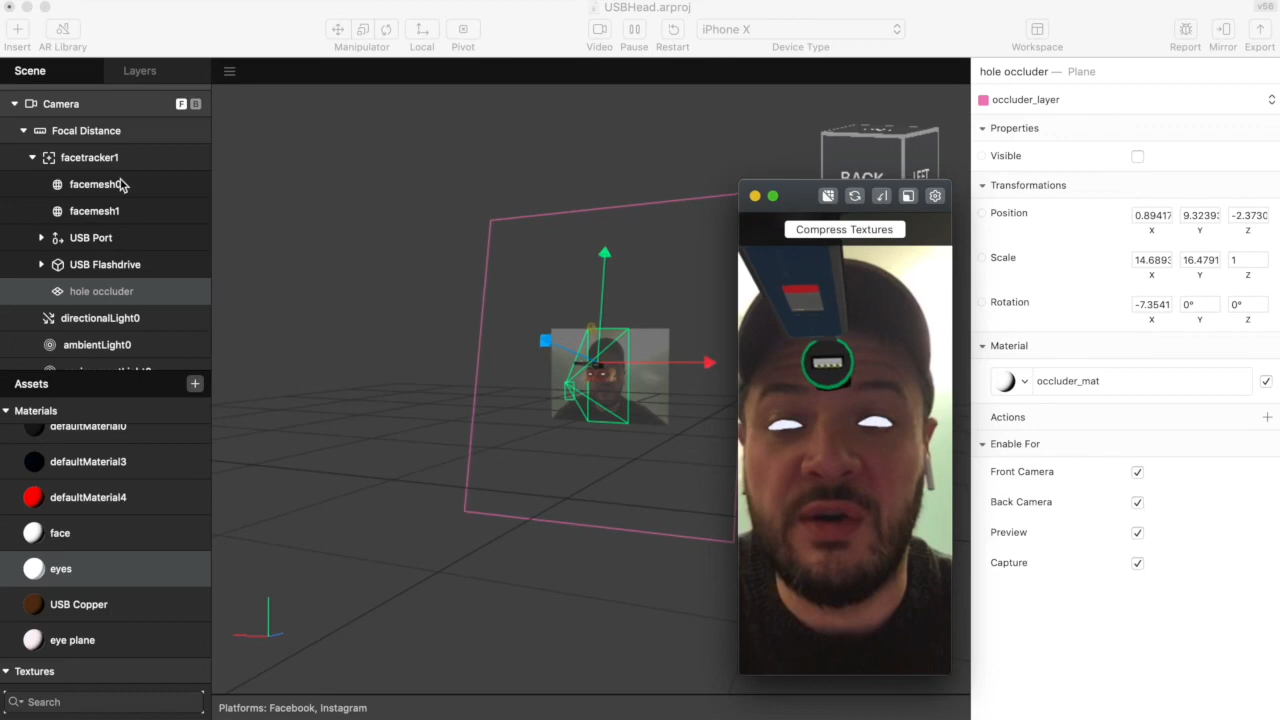 USBHead.arproj
v56
Insert
AR Library
Manipulator
Local
Pivot
Video
Pause
Restart
iPhone X
Device Type
Workspace
Report
Mirror
Export
Scene
Layers
Camera
F
B
Focal Distance
facetracker1
facemesh0
facemesh1
USB Port
USB Flashdrive
hole occluder
directionalLight0
ambientLight0
Assets
Materials
defaultMaterial0
defaultMaterial3
defaultMaterial4
face
eyes
USB Copper
eye plane
Textures
Search
BACK
LEFT
Compress Textures
Platforms: Facebook, Instagram
hole occluder — Plane
occluder_layer
Properties
Visible
Transformations
Position
0.89417
9.3239
-2.3730
X
Y
Z
Scale
14.6893
16.4791
1
X
Y
Z
Rotation
-7.3541
0°
0°
X
Y
Z
Material
occluder_mat
Actions
Enable For
Front Camera
Back Camera
Preview
Capture